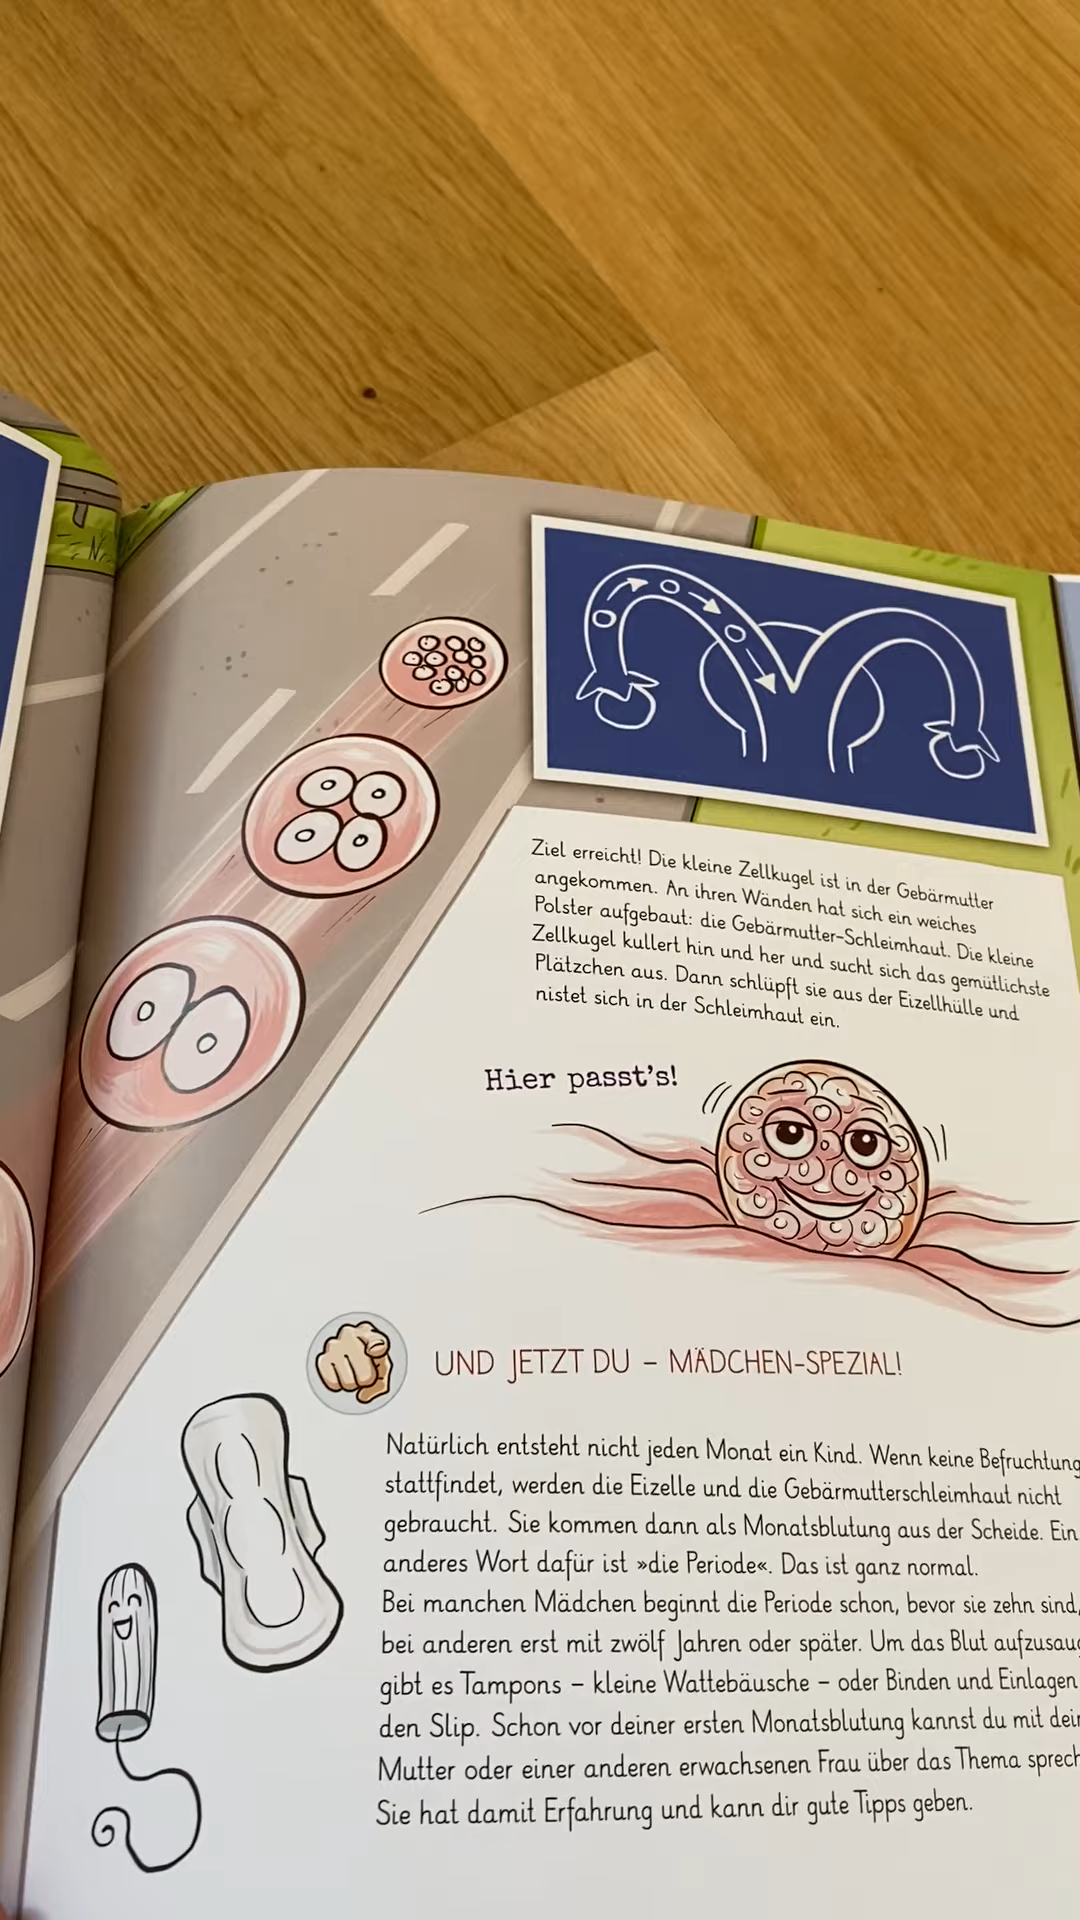 Ziel erreicht! Die kleine Zellkugel ist in der Gebärmutter
angekommen. An ihren Wänden hat sich ein weiches
Polster aufgebaut: die Gebärmutter-Schleimhaut. Die kleine
Zellkugel kullert hin und her und sucht sich das gemütlichste
Plätzchen aus. Dann schlüpft sie aus der Eizellhülle und
nistet sich in der Schleimhaut ein.
Hier passt's!
UND JETZT DU – MÄDCHEN-SPEZIAL!
Natürlich entsteht nicht jeden Monat ein Kind. Wenn keine Befruchtung
stattfindet, werden die Eizelle und die Gebärmutterschleimhaut nicht
gebraucht. Sie kommen dann als Monatsblutung aus der Scheide. Ein
anderes Wort dafür ist »die Periode«. Das ist ganz normal.
Bei manchen Mädchen beginnt die Periode schon, bevor sie zehn sind,
bei anderen erst mit zwölf Jahren oder später. Um das Blut
gibt es Tampons – kleine Wattebäusche – oder Binden und Einlagen
den Slip. Schon vor deiner ersten Monatsblutung kannst du mit
Mutter oder einer anderen erwachsenen Frau über das Thema
Sie hat damit Erfahrung und kann dir gute Tipps geben.